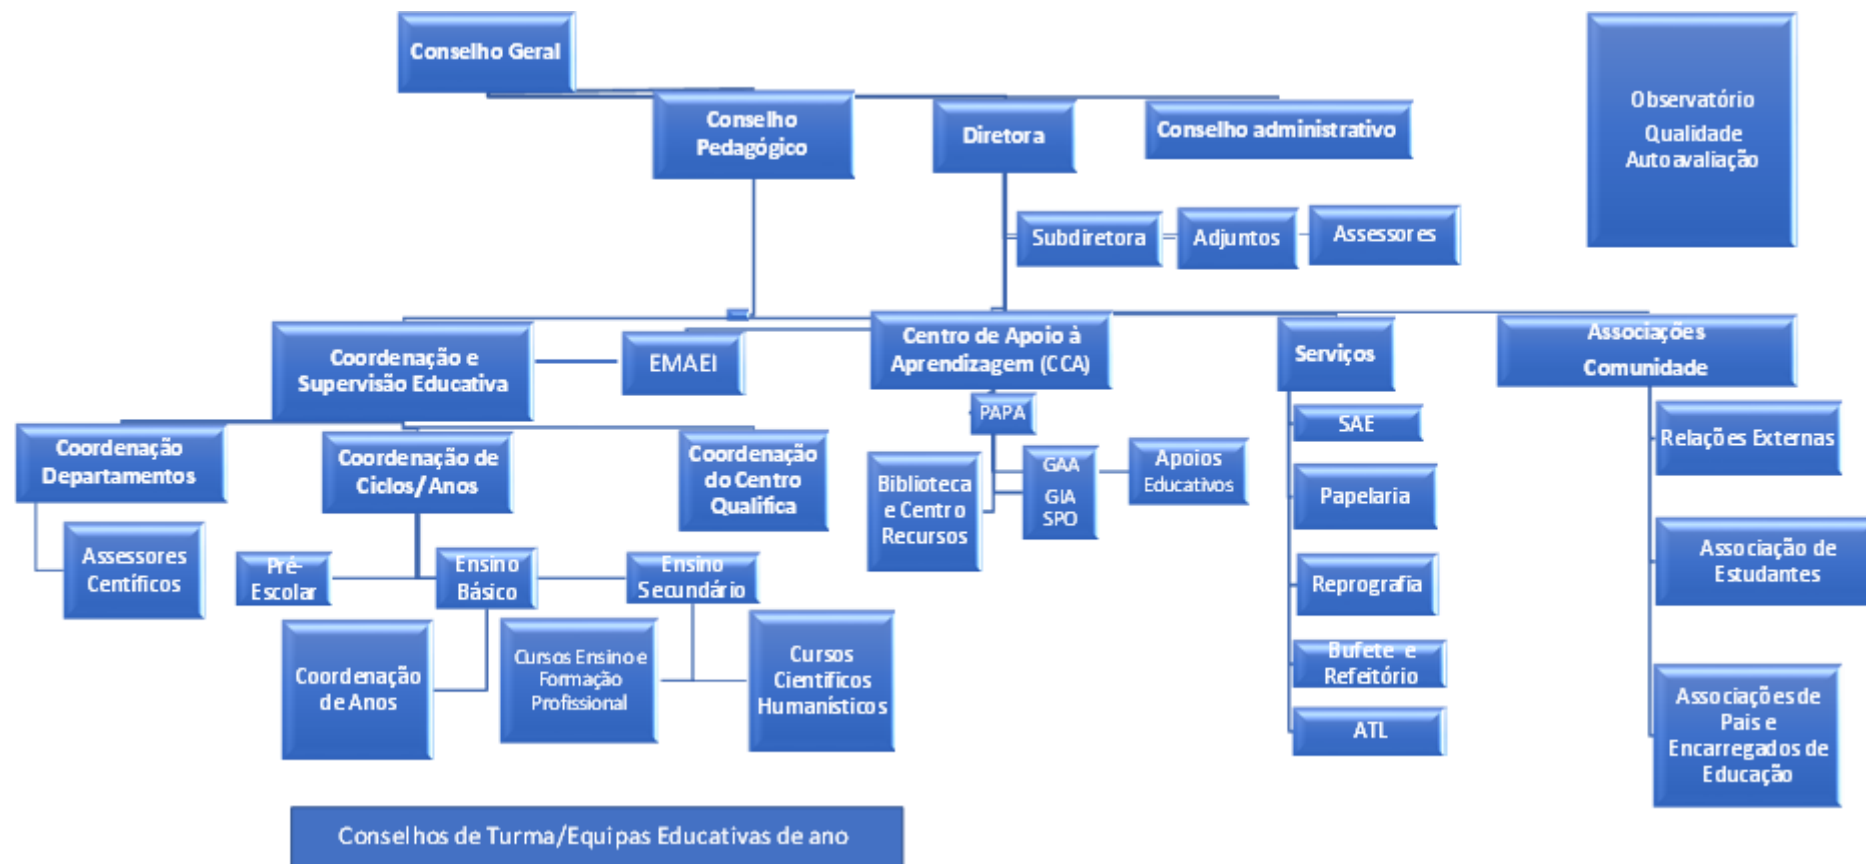 Conselho Geral
Observatório
Qualidade
Autoavaliação
Conselho
Pedagógico
Diretora
Conselho administrativo
Subdiretora
Adjuntos
Assessores
Coordenação e
Supervisão Educativa
EMAEI
Centro de Apoio à
Aprendizagem (CCA)
Serviços
Associações
Comunidade
PAPA
SAE
Relações Externas
Coordenação
Departamentos
Coordenação de
Ciclos/Anos
Coordenação
do Centro
Qualifica
Biblioteca
e Centro
Recursos
GAA
GIA
SPO
Apoios
Educativos
Papelaria
Assessores
Centíficos
Pré-
Escolar
Ensino
Básico
Ensino
Secundário
Reprografia
Associação de
Estudantes
Coordenação
de Anos
Cursos Ensino e
Formação
Profissional
Cursos
Científicos
Humanísticos
Bufete e
Refeitório
ATL
Associações de
Pais e
Encarregados de
Educação
Conselhos de Turma/Equipas Educativas de ano